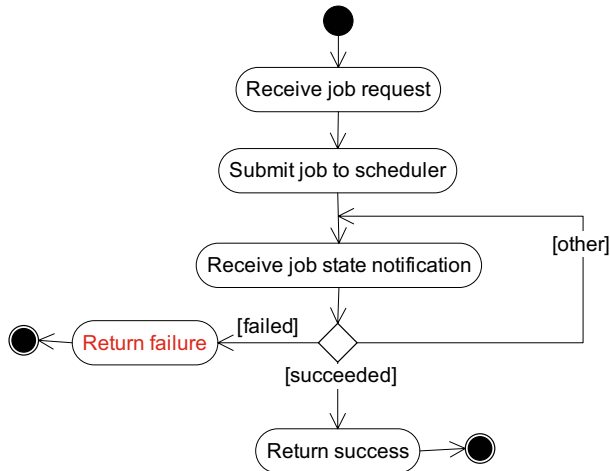 Receive job request
Submit job to scheduler
[other]
Receive job state notification
[failed]
Return failure
[succeeded]
Return success